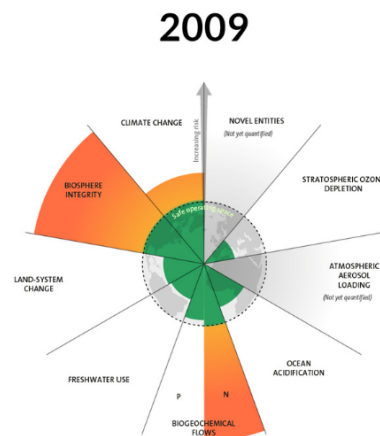 2009
CLIMATE CHANGE
Increasing risk
NOVEL ENTITIES
(Not yet quantified)
STRATOSPHERIC OZON
DEPLETION
BIOSPHERE
INTEGRITY
Safe operating space
ATMOSPHERIC
AEROSOL
LOADING
(Not yet quantified)
LAND-SYSTEM
CHANGE
OCEAN
ACIDIFICATION
FRESHWATER USE
P
N
BIOGEOCHEMICAL
FLOWS